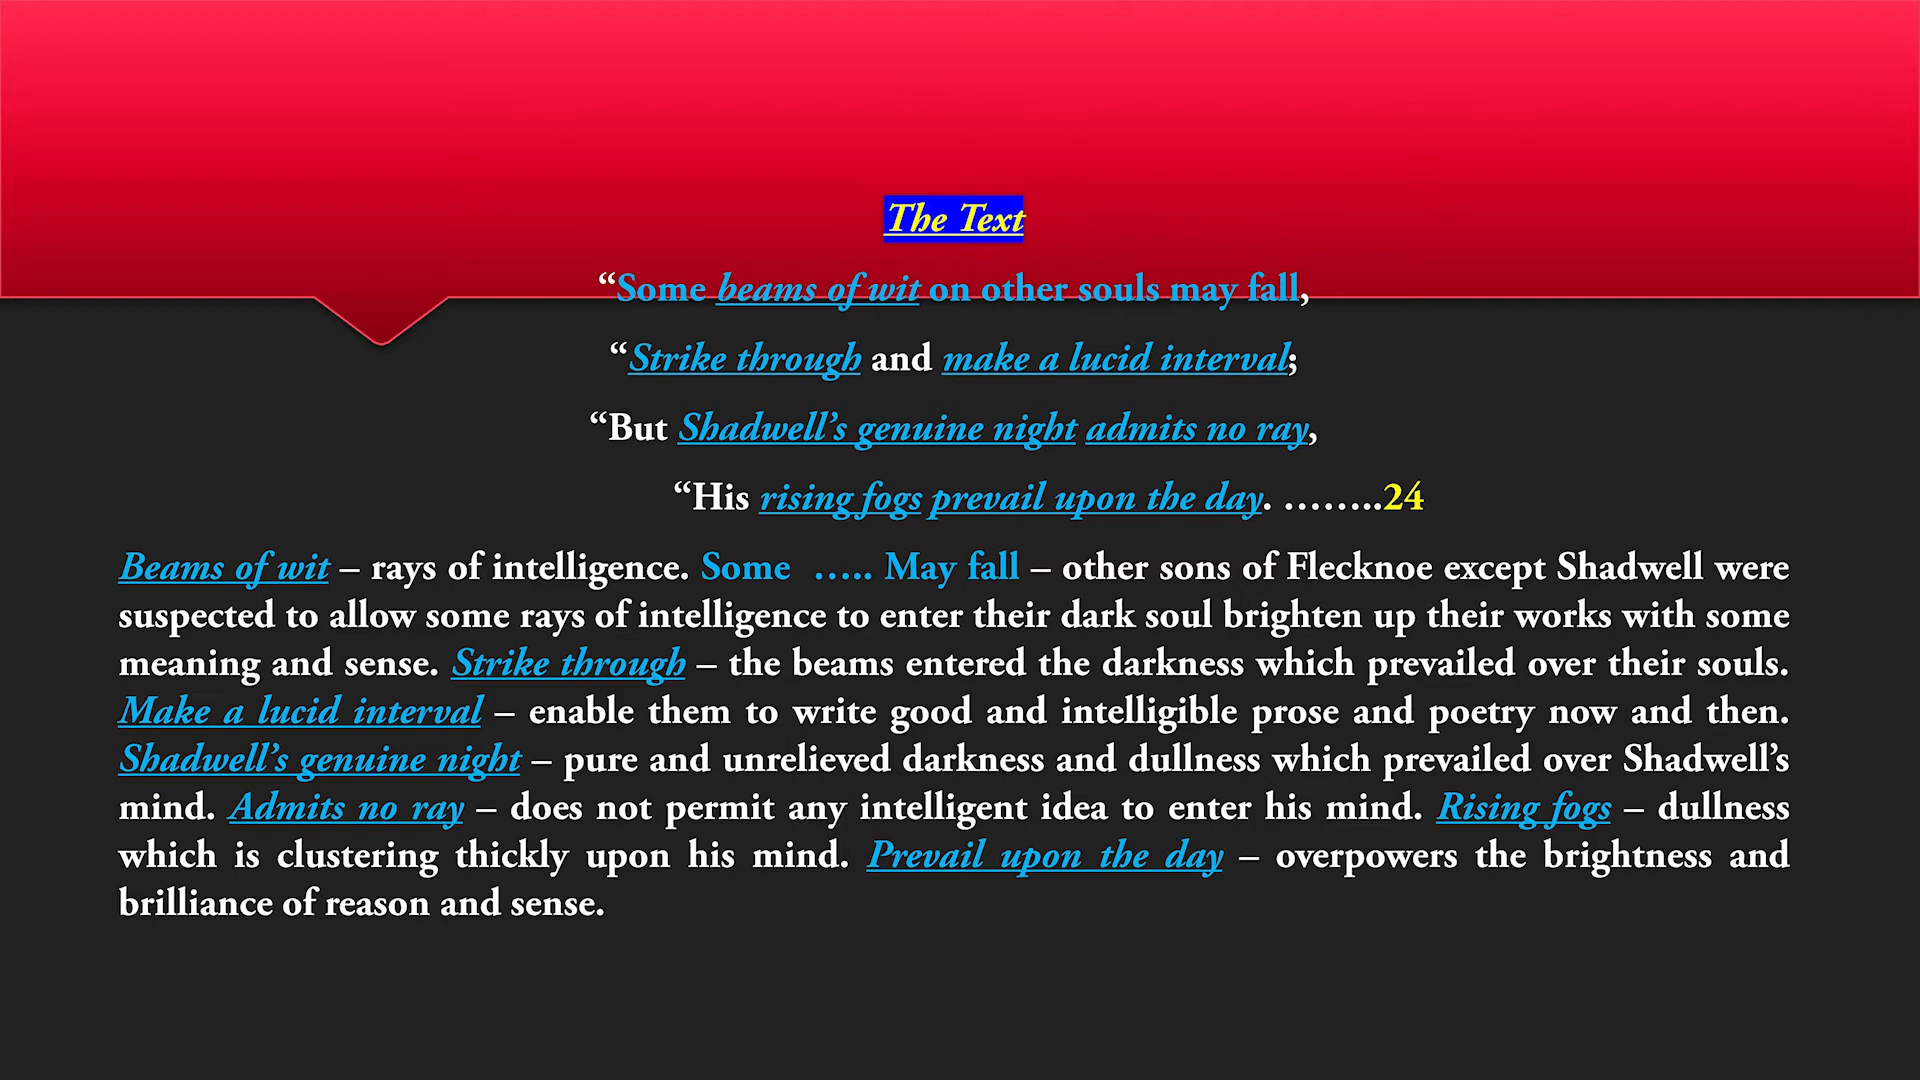 The Text
“Some beams of wit on other souls may fall,
“Strike through and make a lucid interval;
“But Shadwell’s genuine night admits no ray,
“His rising fogs prevail upon the day. ……..24
Beams of wit – rays of intelligence. Some ….. May fall – other sons of Flecknoe except Shadwell were
suspected to allow some rays of intelligence to enter their dark soul brighten up their works with some
meaning and sense. Strike through – the beams entered the darkness which prevailed over their souls.
Make a lucid interval – enable them to write good and intelligible prose and poetry now and then.
Shadwell’s genuine night – pure and unrelieved darkness and dullness which prevailed over Shadwell’s
mind. Admits no ray – does not permit any intelligent idea to enter his mind. Rising fogs – dullness
which is clustering thickly upon his mind. Prevail upon the day – overpowers the brightness and
brilliance of reason and sense.